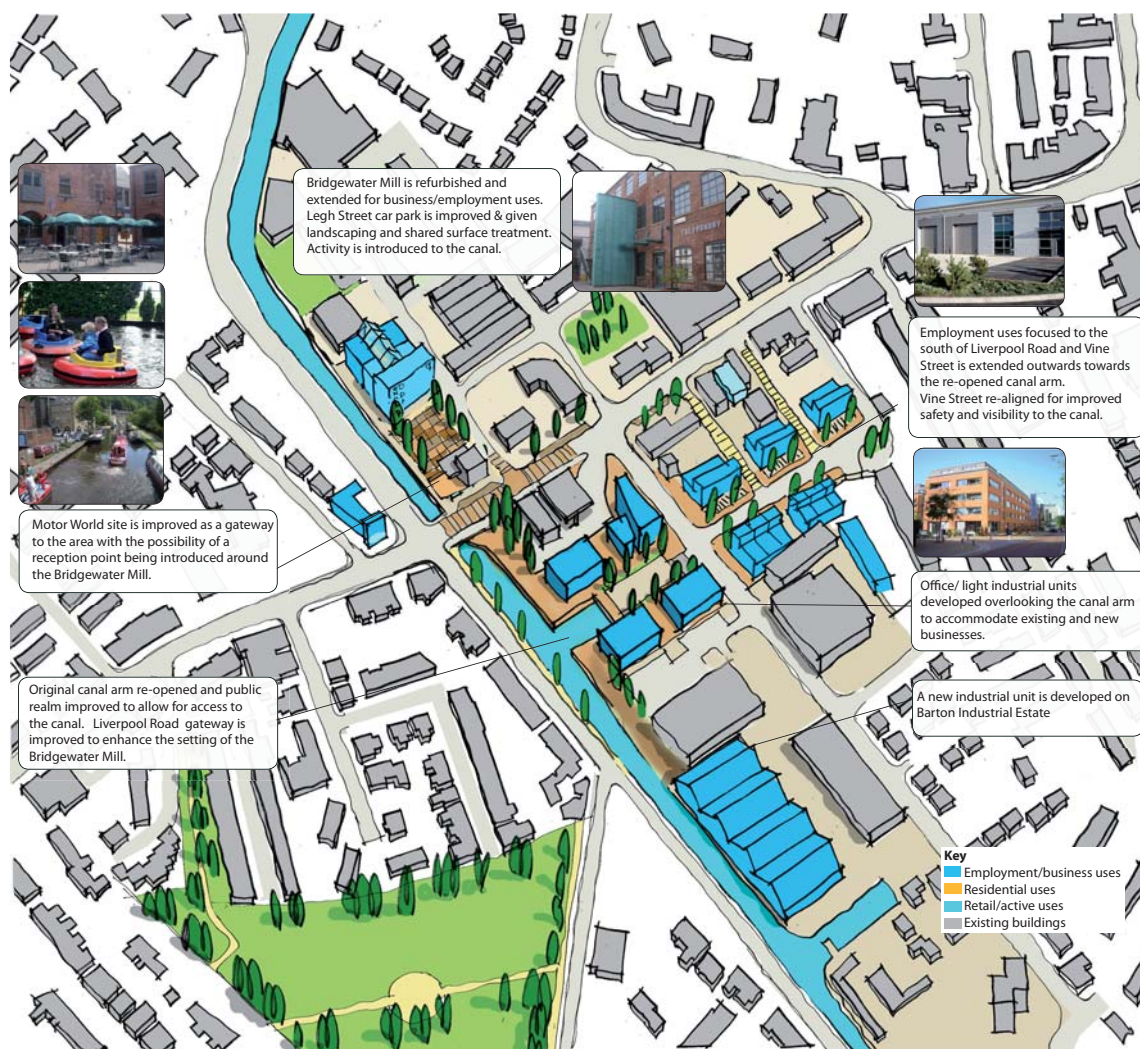 Bridgewater Mill is refurbished and
extended for business/employment uses.
Legh Street car park is improved & given
landscaping and shared surface treatment.
Activity is introduced to the canal.
Employment uses focused to the
south of Liverpool Road and Vine
Street is extended outwards towards
the re-opened canal arm.
Vine Street re-aligned for improved
safety and visibility to the canal.
Motor World site is improved as a gateway
to the area with the possibility of a
reception point being introduced around
the Bridgewater Mill.
Office/ light industrial units
developed overlooking the canal arm
to accommodate existing and new
businesses.
Original canal arm re-opened and public
realm improved to allow for access to
the canal.  Liverpool Road  gateway is
improved to enhance the setting of the
Bridgewater Mill.
A new industrial unit is developed on
Barton Industrial Estate
Key
Employment/business uses
Residential uses
Retail/active uses
Existing buildings